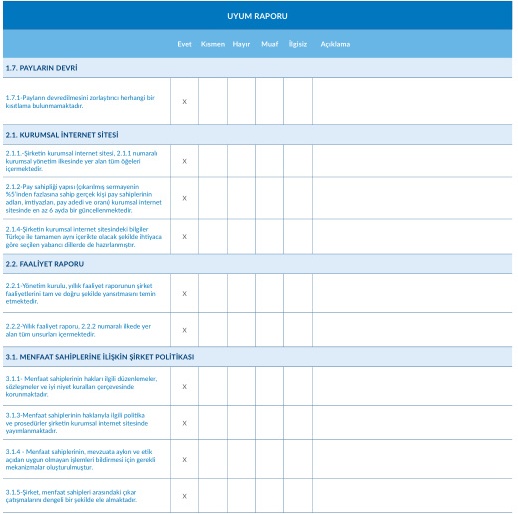 UYUM RAPORU
Evet Kısmen Hayır Muaf İlgisiz Açıklama
1.7. PAYLARIN DEVRİ
1.7.1-Payların devredilmesini zorlaştırıcı herhangi bir
kısıtlama bulunmamaktadır.
X
2.1. KURUMSAL İNTERNET SİTESİ
2.1.1.-Şirketin kurumsal internet sitesi, 2.1.1 numaralı
kurumsal yönetim ilkesinde yer alan tüm öğeleri
içermektedir.
X
2.1.2-Pay sahipliği yapısı (çıkarılmış sermayenin
%5'inden fazlasına sahip gerçek kişi pay sahiplerinin
adları, imtiyazları, pay adedi ve oranı) kurumsal internet
sitesinde en az 6 ayda bir güncellenmektedir.
X
2.1.4-Şirketin kurumsal internet sitesindeki bilgiler
Türkçe ile tamamen aynı içerikte olacak şekilde ihtiyaca
göre seçilen yabancı dillerde de hazırlanmıştır.
X
2.2. FAALİYET RAPORU
2.2.1-Yönetim kurulu, yıllık faaliyet raporunun şirket
faaliyetlerini tam ve doğru şekilde yansıtmasını temin
etmektedir.
X
2.2.2-Yıllık faaliyet raporu, 2.2.2 numaralı ilkede yer
alan tüm unsurları içermektedir.
X
3.1. MENFAAT SAHİPLERİNE İLİŞKİN ŞİRKET POLİTİKASI
3.1.1- Menfaat sahiplerinin hakları ilgili düzenlemeler,
sözleşmeler ve iyi niyet kuralları çerçevesinde
korunmaktadır.
X
3.1.3-Menfaat sahiplerinin haklarıyla ilgili politika
ve prosedürler şirketin kurumsal internet sitesinde
yayımlanmaktadır.
X
3.1.4 - Menfaat sahiplerinin, mevzuata aykırı ve etik
açıdan uygun olmayan işlemleri bildirmesi için gerekli
mekanizmalar oluşturulmuştur.
X
3.1.5-Şirket, menfaat sahipleri arasındaki çıkar
çatışmalarını dengeli bir şekilde ele almaktadır.
X